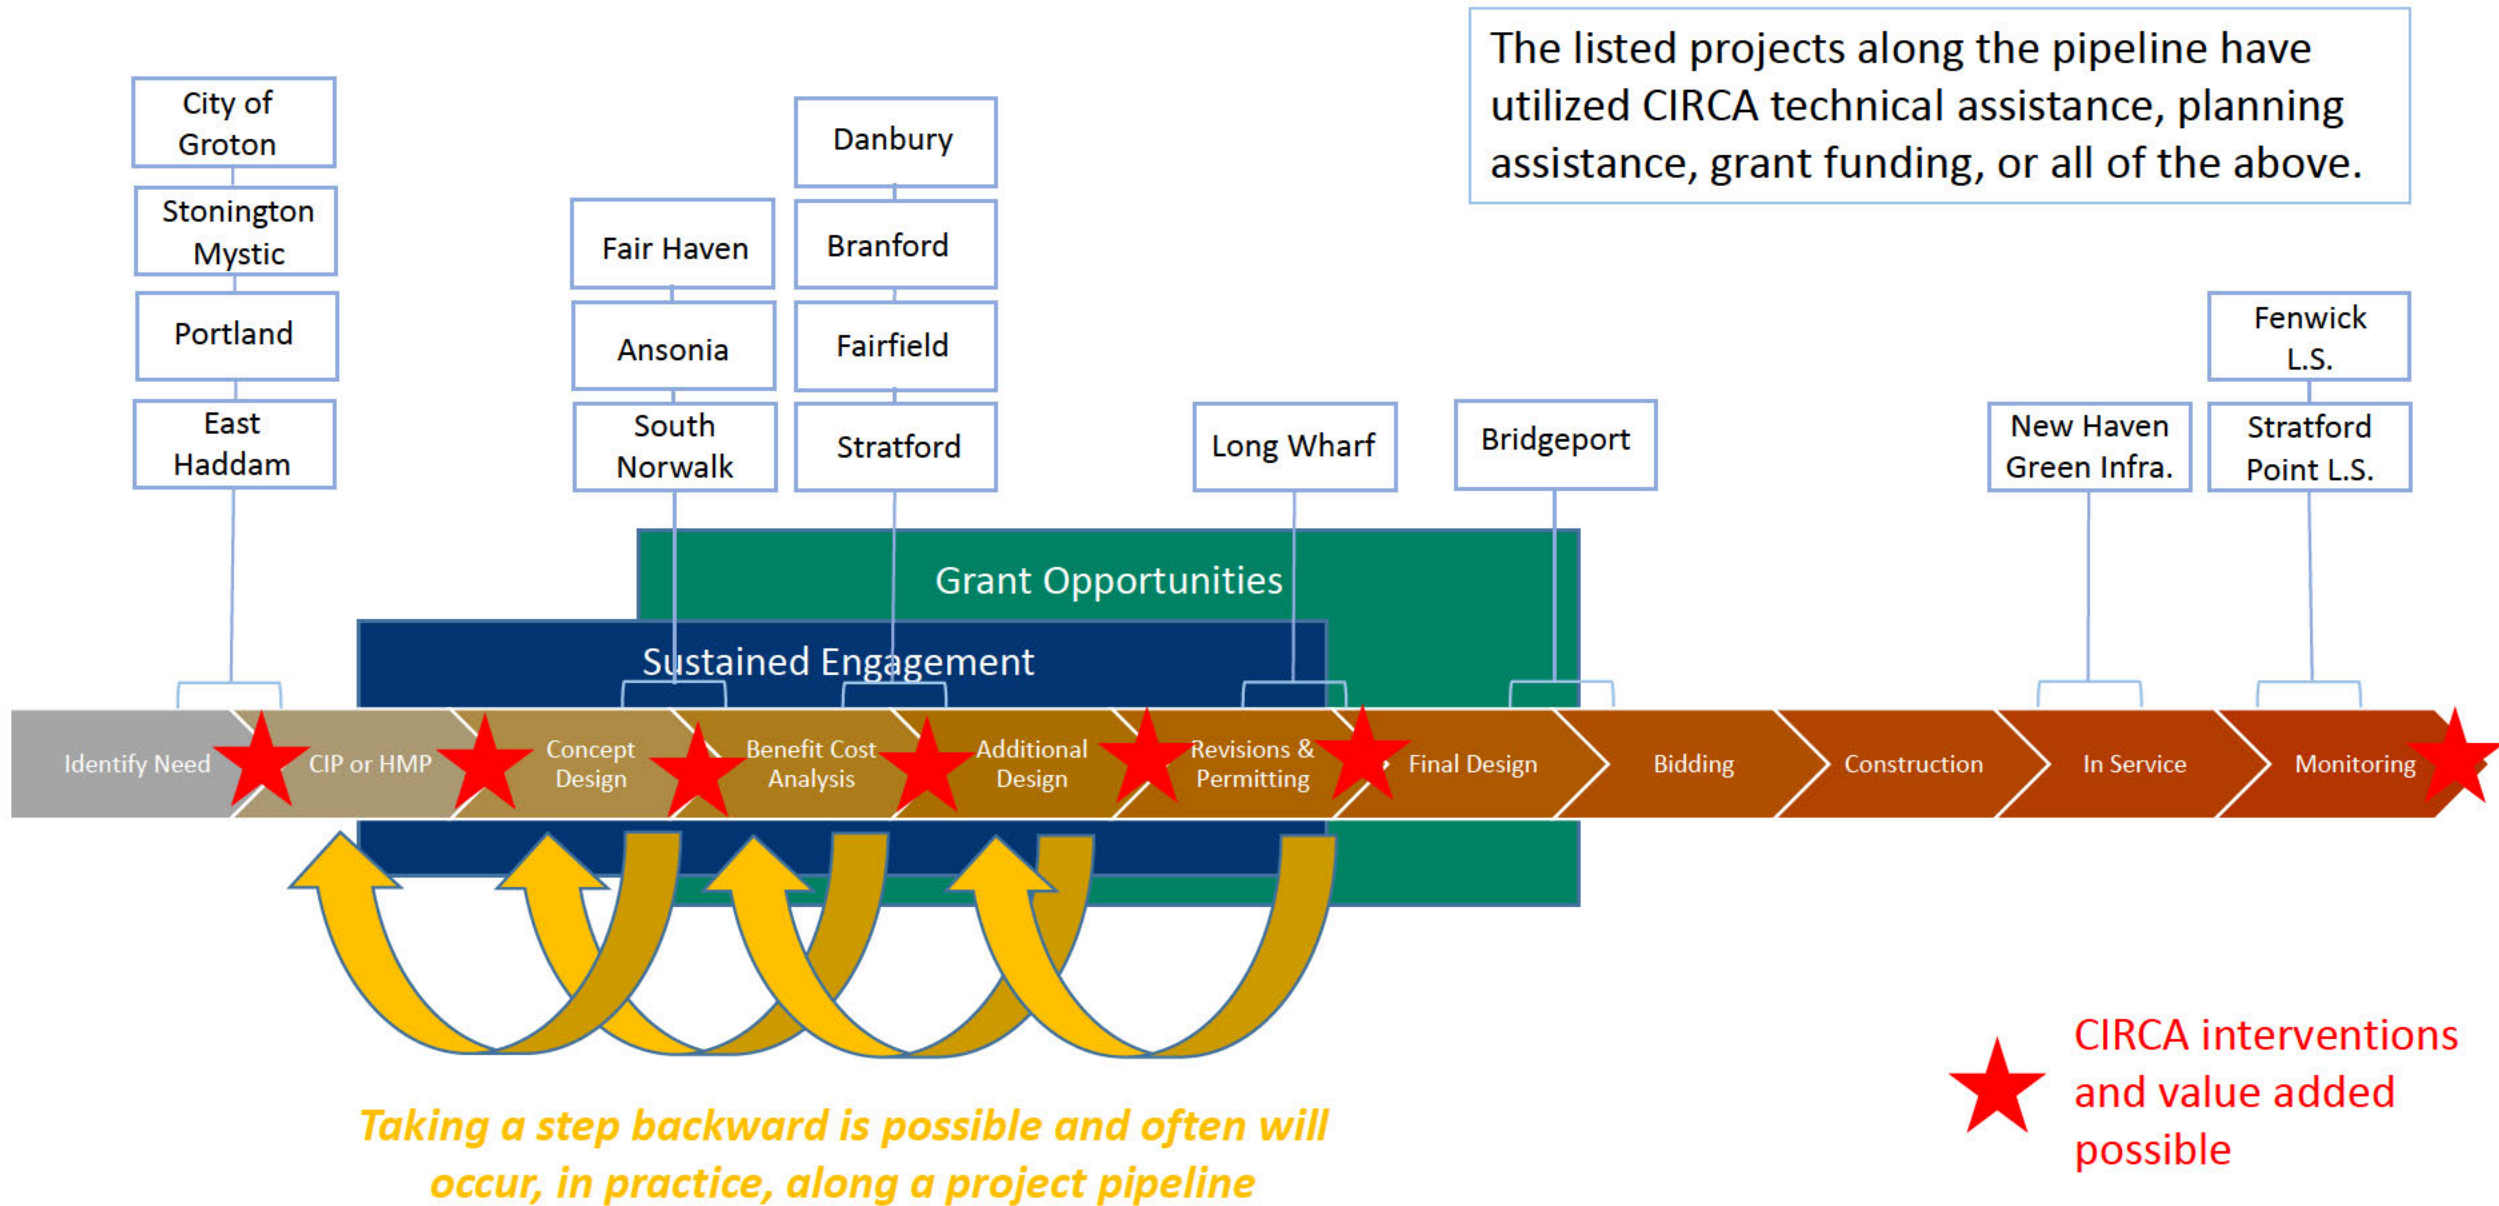 The listed projects along the pipeline have
utilized CIRCA technical assistance, planning
assistance, grant funding, or all of the above.
City of
Groton
Stonington
Mystic
Portland
East
Haddam
Fair Haven
Ansonia
South
Norwalk
Danbury
Branford
Fairfield
Stratford
Long Wharf
Bridgeport
New Haven
Green Infra.
Fenwick
L.S.
Stratford
Point L.S.
Grant Opportunities
Sustained Engagement
Identify Need
CIP or HMP
Concept
Design
Benefit Cost
Analysis
Additional
Design
Revisions &
Permitting
Final Design
Bidding
Construction
In Service
Monitoring
Taking a step backward is possible and often will
occur, in practice, along a project pipeline
CIRCA interventions
and value added
possible